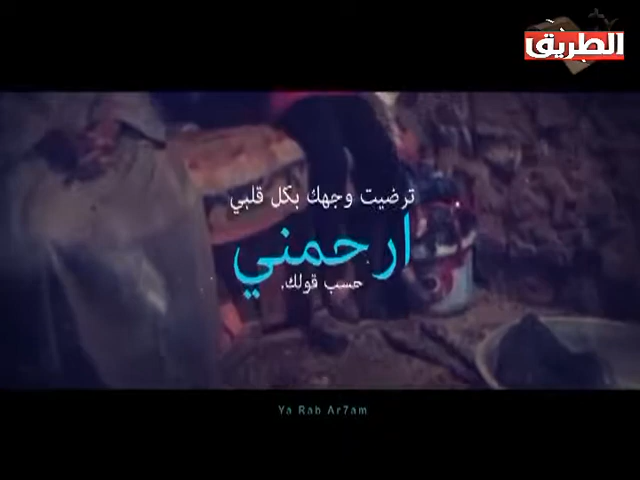 الطريق
ترضيت وجهك بكل قلبي
ارحمني
حسب قولك.
Ya Rab Ar7am